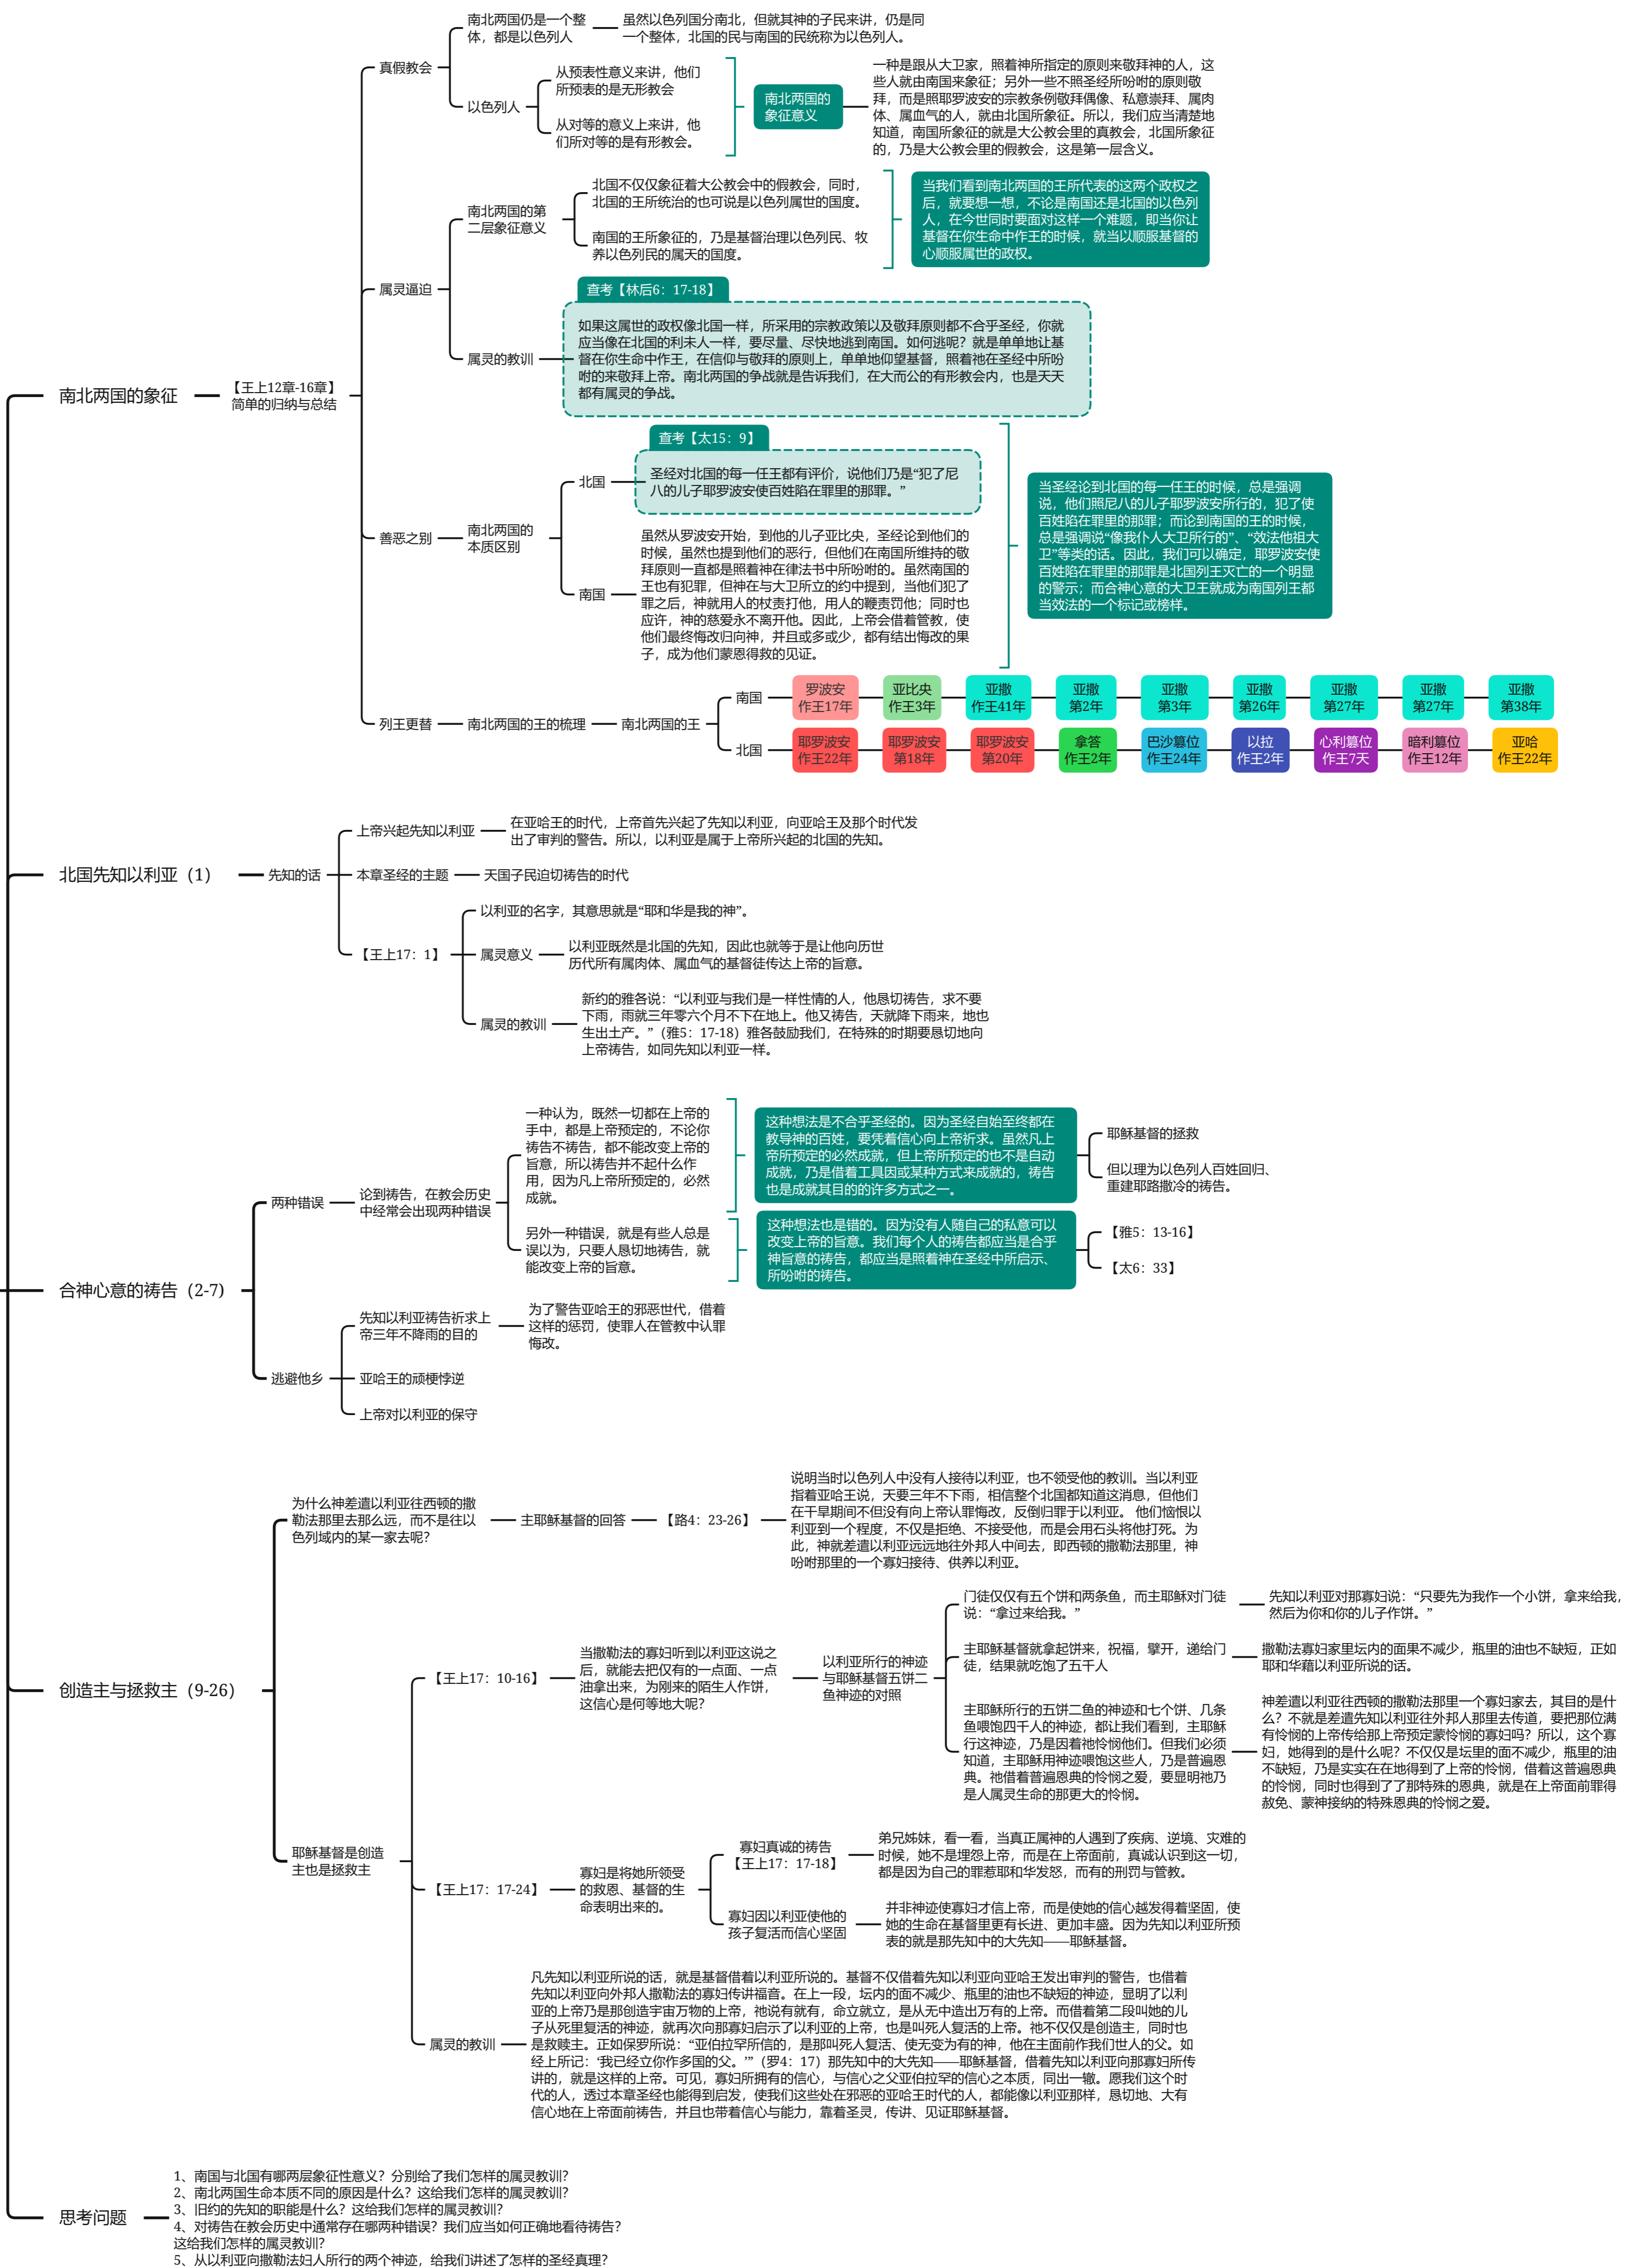 南北两国的象征
【王上12章-16章】
简单的归纳与总结
真假教会
南北两国仍是一个整
体，都是以色列人
虽然以色列国分南北，但就其神的子民来讲，仍是同
一个整体，北国的民与南国的民统称为以色列人。
以色列人
从预表性意义来讲，他们
所预表的是无形教会
从对等的意义上来讲，他
们所对等的是有形教会。
南北两国的
象征意义
一种是跟从大卫家，照着神所指定的原则来敬拜神的人，这
些人就由南国来象征；另外一些不照圣经所吩咐的原则敬
拜，而是照耶罗波安的宗教条例敬拜偶像、私意崇拜、属肉
体、属血气的人，就由北国所象征。所以，我们应当清楚地
知道，南国所象征的就是大公教会里的真教会，北国所象征
的，乃是大公教会里的假教会，这是第一层含义。
属灵逼迫
南北两国的第
二层象征意义
北国不仅仅象征着大公教会中的假教会，同时，
北国的王所统治的也可说是以色列属世的国度。
南国的王所象征的，乃是基督治理以色列民、牧
养以色列民的属天的国度。
当我们看到南北两国的王所代表的这两个政权之
后，就要想一想，不论是南国还是北国的以色列
人，在今世同时要面对这样一个难题，即当你让
基督在你生命中作王的时候，就当以顺服基督的
心顺服属世的政权。
属灵的教训
查考【林后6：17-18】
如果这属世的政权像北国一样，所采用的宗教政策以及敬拜原则都不合乎圣经，你就
应当像在北国的利未人一样，要尽量、尽快地逃到南国。如何逃呢？就是单单地让基
督在你生命中作王，在信仰与敬拜的原则上，单单地仰望基督，照着祂在圣经中所吩
咐的来敬拜上帝。南北两国的争战就是告诉我们，在大而公的有形教会内，也是天天
都有属灵的争战。
善恶之别
南北两国的
本质区别
北国
查考【太15：9】
圣经对北国的每一任王都有评价，说他们乃是“犯了尼
八的儿子耶罗波安使百姓陷在罪里的那罪。”
南国
虽然从罗波安开始，到他的儿子亚比央，圣经论到他们的
时候，虽然也提到他们的恶行，但他们在南国所维持的敬
拜原则一直都是照着神在律法书中所吩咐的。虽然南国的
王也有犯罪，但神在与大卫所立的约中提到，当他们犯了
罪之后，神就用人的杖责打他，用人的鞭责罚他；同时也
应许，神的慈爱永不离开他。因此，上帝会借着管教，使
他们最终悔改归向神，并且或多或少，都有结出悔改的果
子，成为他们蒙恩得救的见证。
当圣经论到北国的每一任王的时候，总是强调
说，他们照尼八的儿子耶罗波安所行的，犯了使
百姓陷在罪里的那罪；而论到南国的王的时候，
总是强调说“像我仆人大卫所行的”、“效法他祖大
卫”等类的话。因此，我们可以确定，耶罗波安使
百姓陷在罪里的那罪是北国列王灭亡的一个明显
的警示；而合神心意的大卫王就成为南国列王都
当效法的一个标记或榜样。
列王更替
南北两国的王的梳理
南北两国的王
南国
罗波安
作王17年
亚比央
作王3年
亚撒
作王41年
亚撒
第2年
亚撒
第3年
亚撒
第26年
亚撒
第27年
亚撒
第27年
亚撒
第38年
北国
耶罗波安
作王22年
耶罗波安
第18年
耶罗波安
第20年
拿答
作王2年
巴沙篡位
作王24年
以拉
作王2年
心利篡位
作王7天
暗利篡位
作王12年
亚哈
作王22年
北国先知以利亚（1）
先知的话
上帝兴起先知以利亚
在亚哈王的时代，上帝首先兴起了先知以利亚，向亚哈王及那个时代发
出了审判的警告。所以，以利亚是属于上帝所兴起的北国的先知。
本章圣经的主题
天国子民迫切祷告的时代
【王上17：1】
以利亚的名字，其意思就是“耶和华是我的神”。
属灵意义
以利亚既然是北国的先知，因此也就等于是让他向历世
历代所有属肉体、属血气的基督徒传达上帝的旨意。
属灵的教训
新约的雅各说：“以利亚与我们是一样性情的人，他恳切祷告，求不要
下雨，雨就三年零六个月不下在地上。他又祷告，天就降下雨来，地也
生出土产。”（雅5：17-18）雅各鼓励我们，在特殊的时期要恳切地向
上帝祷告，如同先知以利亚一样。
合神心意的祷告（2-7）
两种错误
论到祷告，在教会历史
中经常会出现两种错误
一种认为，既然一切都在上帝的
手中，都是上帝预定的，不论你
祷告不祷告，都不能改变上帝的
旨意，所以祷告并不起什么作
用，因为凡上帝所预定的，必然
成就。
这种想法是不合乎圣经的。因为圣经自始至终都在
教导神的百姓，要凭着信心向上帝祈求。虽然凡上
帝所预定的必然成就，但上帝所预定的也不是自动
成就，乃是借着工具因或某种方式来成就的，祷告
也是成就其目的的许多方式之一。
耶稣基督的拯救
但以理为以色列人百姓回归、
重建耶路撒冷的祷告。
另外一种错误，就是有些人总是
误以为，只要人恳切地祷告，就
能改变上帝的旨意。
这种想法也是错的。因为没有人随自己的私意可以
改变上帝的旨意。我们每个人的祷告都应当是合乎
神旨意的祷告，都应当是照着神在圣经中所启示、
所吩咐的祷告。
【雅5：13-16】
【太6：33】
逃避他乡
先知以利亚祷告祈求上
帝三年不降雨的目的
为了警告亚哈王的邪恶世代，借着
这样的惩罚，使罪人在管教中认罪
悔改。
亚哈王的顽梗悖逆
上帝对以利亚的保守
创造主与拯救主（9-26）
为什么神差遣以利亚往西顿的撒
勒法那里去那么远，而不是往以
色列域内的某一家去呢？
主耶稣基督的回答
【路4：23-26】
说明当时以色列人中没有人接待以利亚，也不领受他的教训。当以利亚
指着亚哈王说，天要三年不下雨，相信整个北国都知道这消息，但他们
在干旱期间不但没有向上帝认罪悔改，反倒归罪于以利亚。 他们恼恨以
利亚到一个程度，不仅是拒绝、不接受他，而是会用石头将他打死。为
此，神就差遣以利亚远远地往外邦人中间去，即西顿的撒勒法那里，神
吩咐那里的一个寡妇接待、供养以利亚。
耶稣基督是创造
主也是拯救主
【王上17：10-16】
当撒勒法的寡妇听到以利亚这说之
后，就能去把仅有的一点面、一点
油拿出来，为刚来的陌生人作饼，
这信心是何等地大呢？
以利亚所行的神迹
与耶稣基督五饼二
鱼神迹的对照
门徒仅仅有五个饼和两条鱼，而主耶稣对门徒
说：“拿过来给我。”
先知以利亚对那寡妇说：“只要先为我作一个小饼，拿来给我，
然后为你和你的儿子作饼。”
主耶稣基督就拿起饼来，祝福，擘开，递给门
徒，结果就吃饱了五千人
撒勒法寡妇家里坛内的面果不减少，瓶里的油也不缺短，正如
耶和华藉以利亚所说的话。
主耶稣所行的五饼二鱼的神迹和七个饼、几条
鱼喂饱四千人的神迹，都让我们看到，主耶稣
行这神迹，乃是因着祂怜悯他们。但我们必须
知道，主耶稣用神迹喂饱这些人，乃是普遍恩
典。祂借着普遍恩典的怜悯之爱，要显明祂乃
是人属灵生命的那更大的怜悯。
神差遣以利亚往西顿的撒勒法那里一个寡妇家去，其目的是什
么？不就是差遣先知以利亚往外邦人那里去传道，要把那位满
有怜悯的上帝传给那上帝预定蒙怜悯的寡妇吗？所以，这个寡
妇，她得到的是什么呢？不仅仅是坛里的面不减少，瓶里的油
不缺短，乃是实实在在地得到了上帝的怜悯，借着这普遍恩典
的怜悯，同时也得到了了那特殊的恩典，就是在上帝面前罪得
赦免、蒙神接纳的特殊恩典的怜悯之爱。
【王上17：17-24】
寡妇是将她所领受
的救恩、基督的生
命表明出来的。
寡妇真诚的祷告
【王上17：17-18】
弟兄姊妹，看一看，当真正属神的人遇到了疾病、逆境、灾难的
时候，她不是埋怨上帝，而是在上帝面前，真诚认识到这一切，
都是因为自己的罪惹耶和华发怒，而有的刑罚与管教。
寡妇因以利亚使他的
孩子复活而信心坚固
并非神迹使寡妇才信上帝，而是使她的信心越发得着坚固，使
她的生命在基督里更有长进、更加丰盛。因为先知以利亚所预
表的就是那先知中的大先知——耶稣基督。
属灵的教训
凡先知以利亚所说的话，就是基督借着以利亚所说的。基督不仅借着先知以利亚向亚哈王发出审判的警告，也借着
先知以利亚向外邦人撒勒法的寡妇传讲福音。在上一段，坛内的面不减少、瓶里的油也不缺短的神迹，显明了以利
亚的上帝乃是那创造宇宙万物的上帝，祂说有就有，命立就立，是从无中造出万有的上帝。而借着第二段叫她的儿
子从死里复活的神迹，就再次向那寡妇启示了以利亚的上帝，也是叫死人复活的上帝。祂不仅仅是创造主，同时也
是救赎主。正如保罗所说：“亚伯拉罕所信的，是那叫死人复活、使无变为有的神，他在主面前作我们世人的父。如
经上所记：‘我已经立你作多国的父。’”（罗4：17）那先知中的大先知——耶稣基督，借着先知以利亚向那寡妇所传
讲的，就是这样的上帝。可见，寡妇所拥有的信心，与信心之父亚伯拉罕的信心之本质，同出一辙。愿我们这个时
代的人，透过本章圣经也能得到启发，使我们这些处在邪恶的亚哈王时代的人，都能像以利亚那样，恳切地、大有
信心地在上帝面前祷告，并且也带着信心与能力，靠着圣灵，传讲、见证耶稣基督。
思考问题
1、南国与北国有哪两层象征性意义？分别给了我们怎样的属灵教训？
2、南北两国生命本质不同的原因是什么？这给我们怎样的属灵教训？
3、旧约的先知的职能是什么？这给我们怎样的属灵教训？
4、对祷告在教会历史中通常存在哪两种错误？我们应当如何正确地看待祷告？
这给我们怎样的属灵教训？
5、从以利亚向撒勒法妇人所行的两个神迹，给我们讲述了怎样的圣经真理？